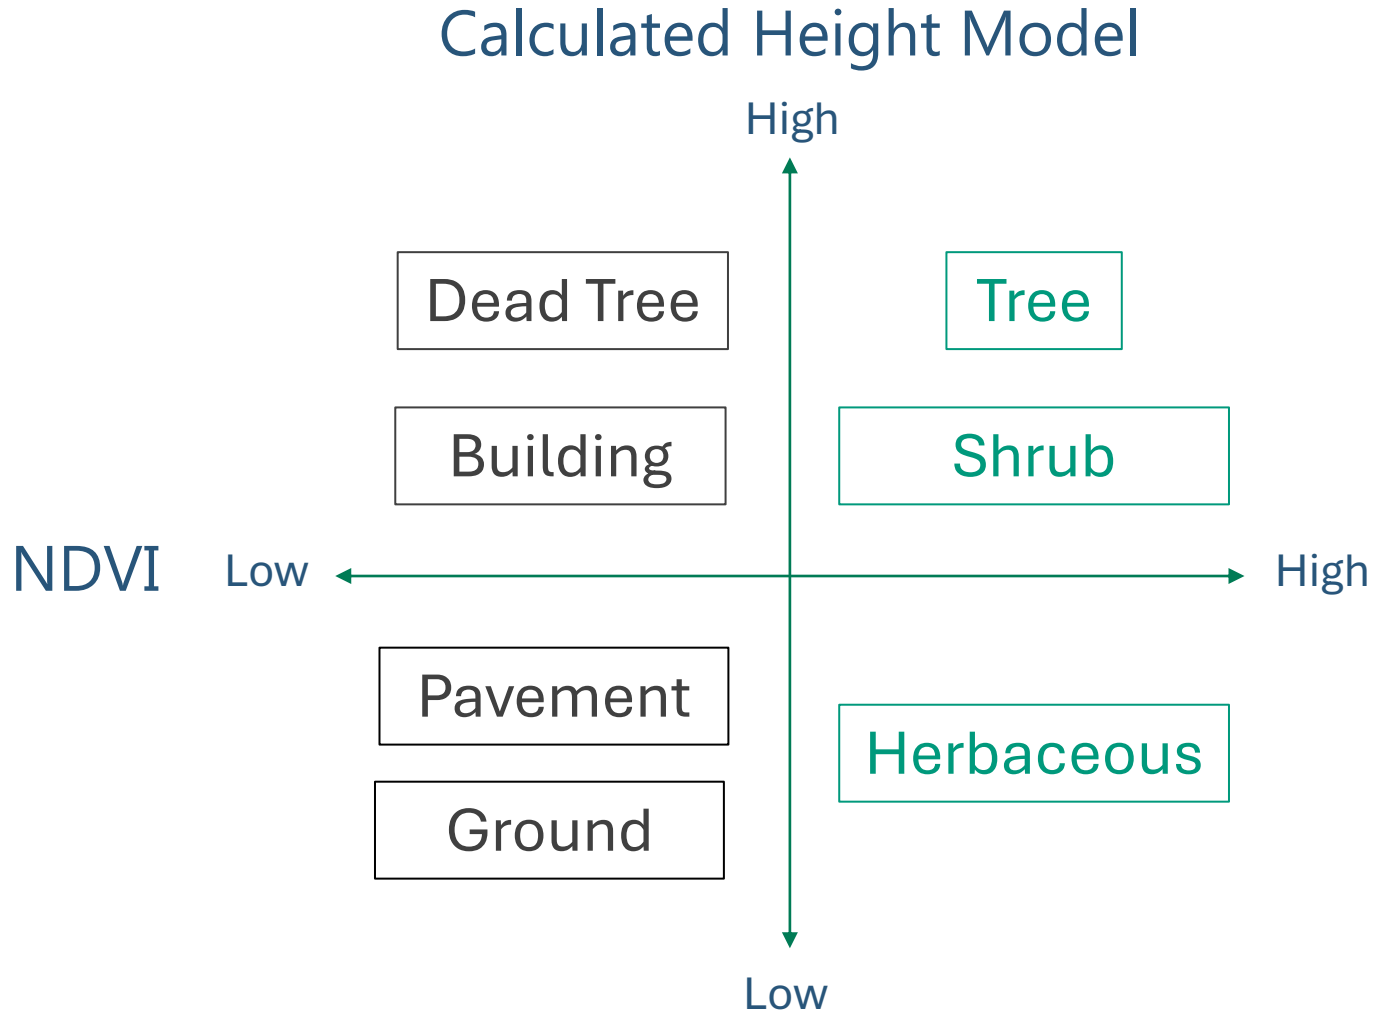 Calculated Height Model
High
Dead Tree
Tree
Building
Shrub
NDVI
Low
High
Pavement
Herbaceous
Ground
Low